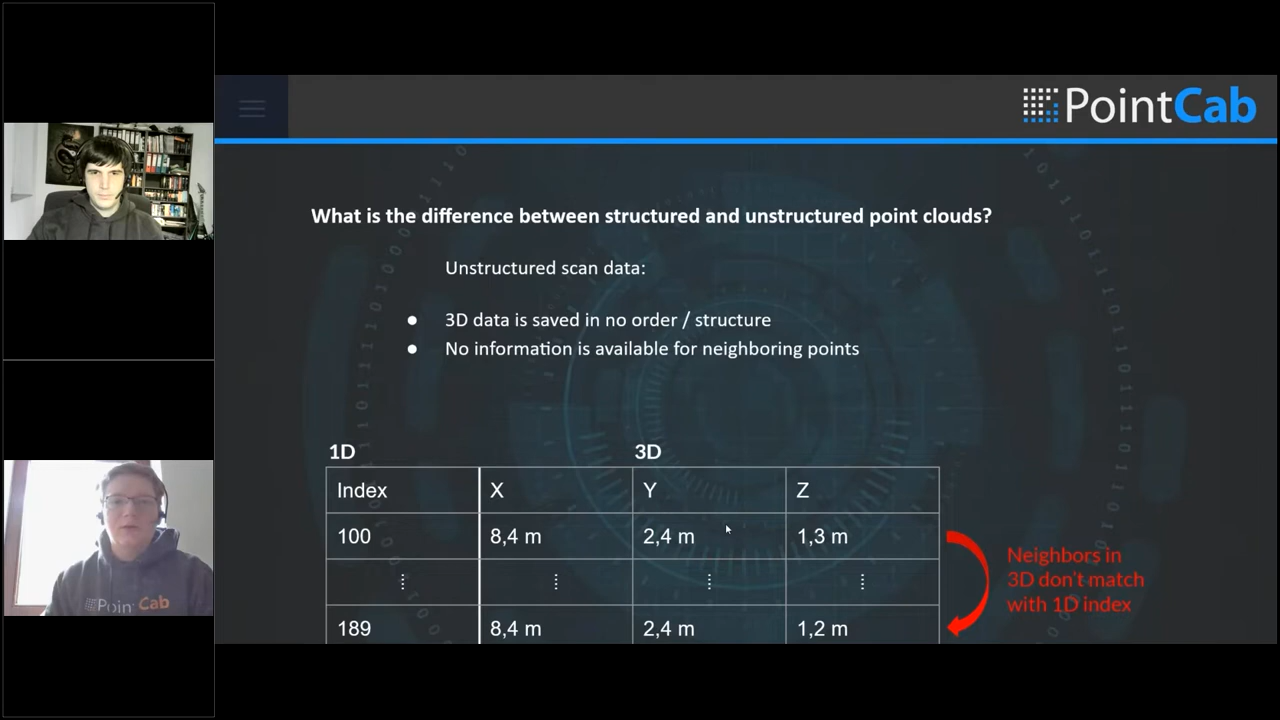 PointCab
What is the difference between structured and unstructured point clouds?
Unstructured scan data:
● 3D data is saved in no order / structure
● No information is available for neighboring points
1D 3D
Index X Y Z
100 8,4 m 2,4 m 1,3 m
⋮ ⋮ ⋮ ⋮
189 8,4 m 2,4 m 1,2 m
Neighbors in
3D don't match
with 1D index
PointCab